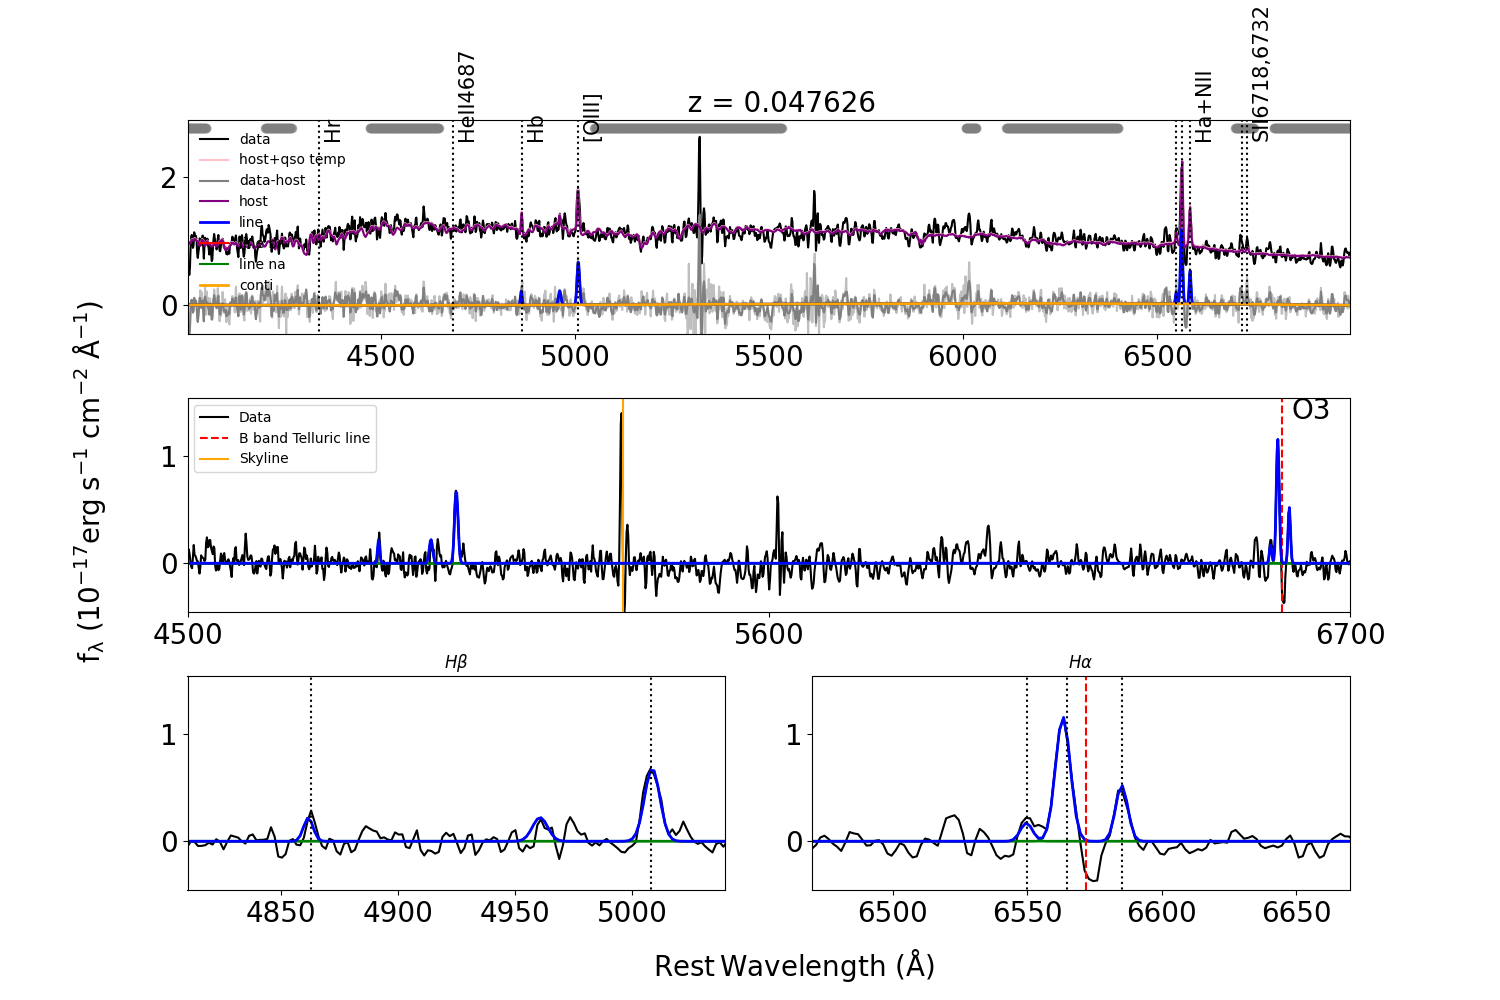 z = 0.047626
Hr
HeII4687
Hb
[OIII]
Ha+NII
SII6718,6732
data
host+qso temp
data-host
host
line
line na
conti
2
0
4500 5000 5500 6000 6500
fλ (10⁻¹⁷erg s⁻¹ cm⁻² Å⁻¹)
Data
B band Telluric line
Skyline
O3
1
0
4500 5600 6700
Hβ
1
0
4850 4900 4950 5000
Hα
1
0
6500 6550 6600 6650
Rest Wavelength (Å)